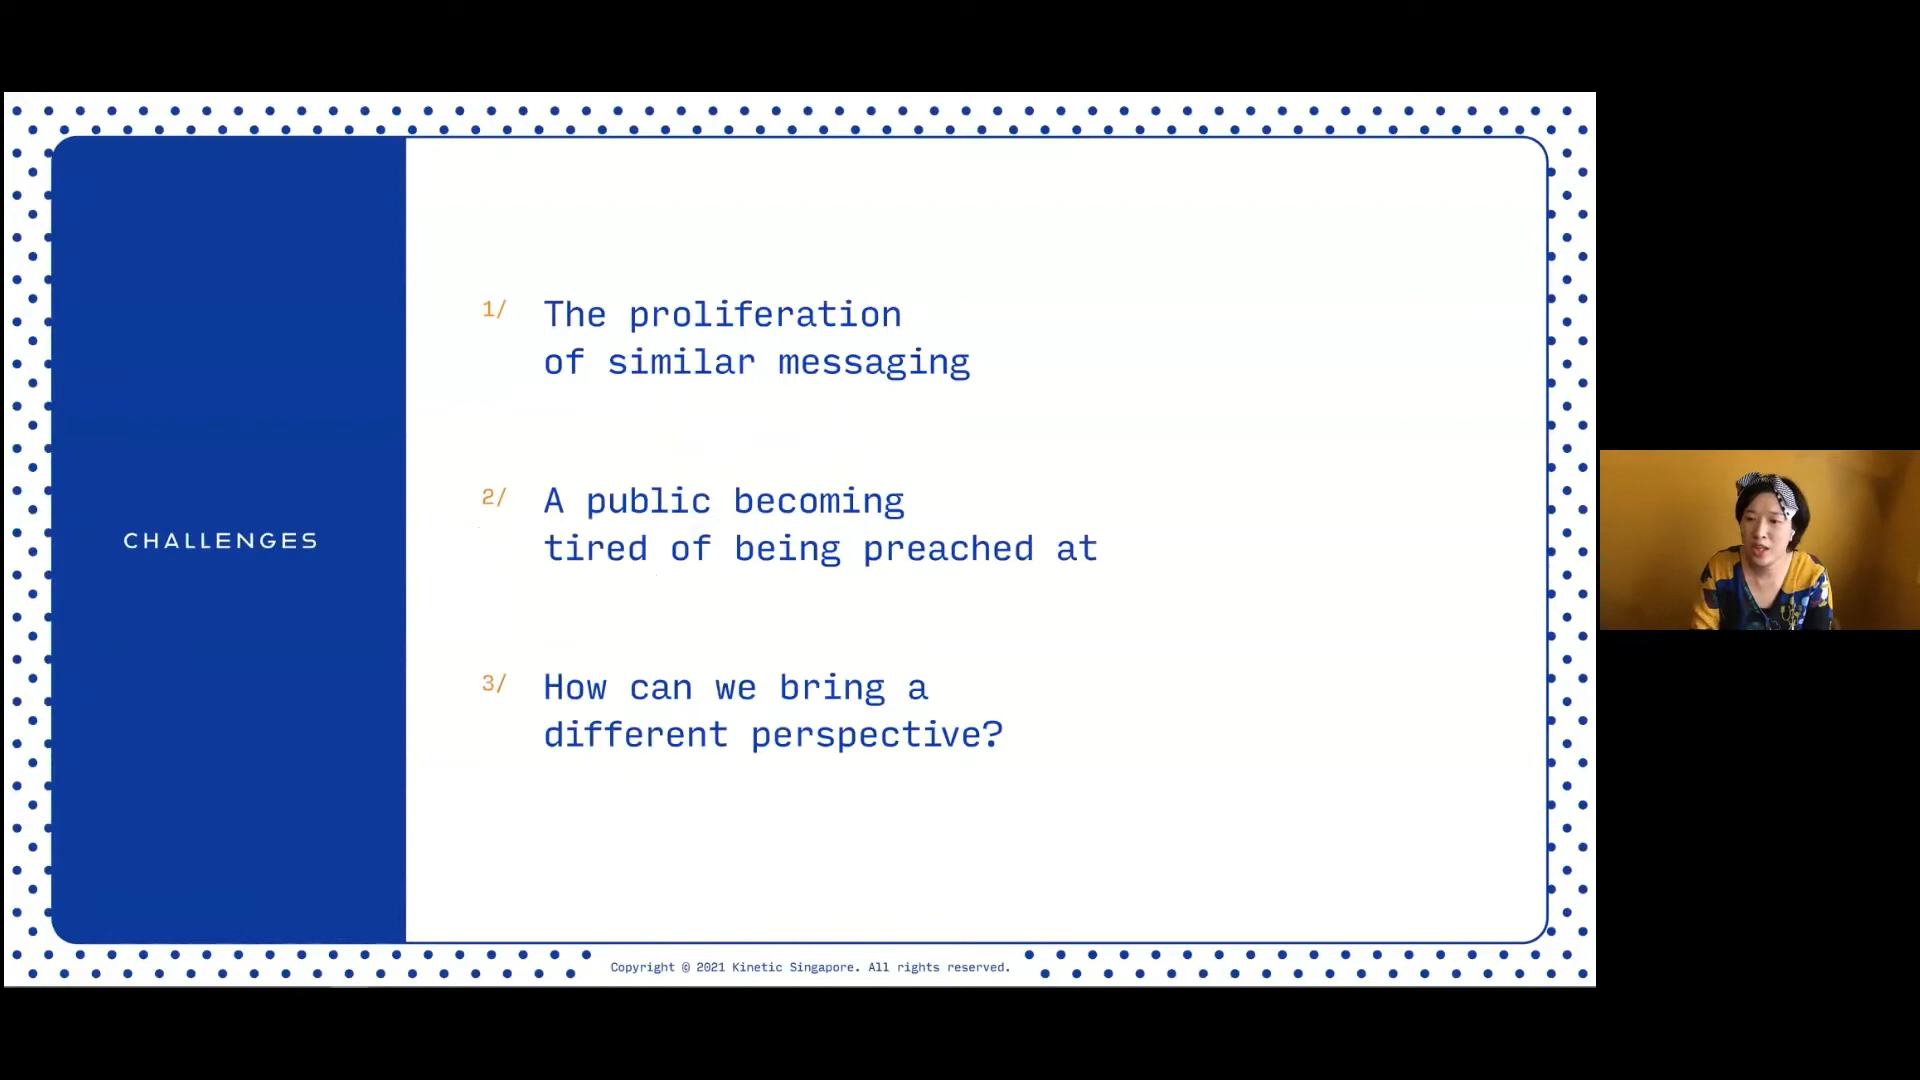 CHALLENGES
1/ The proliferation
of similar messaging
2/ A public becoming
tired of being preached at
3/ How can we bring a
different perspective?
Copyright © 2021 Kinetic Singapore. All rights reserved.